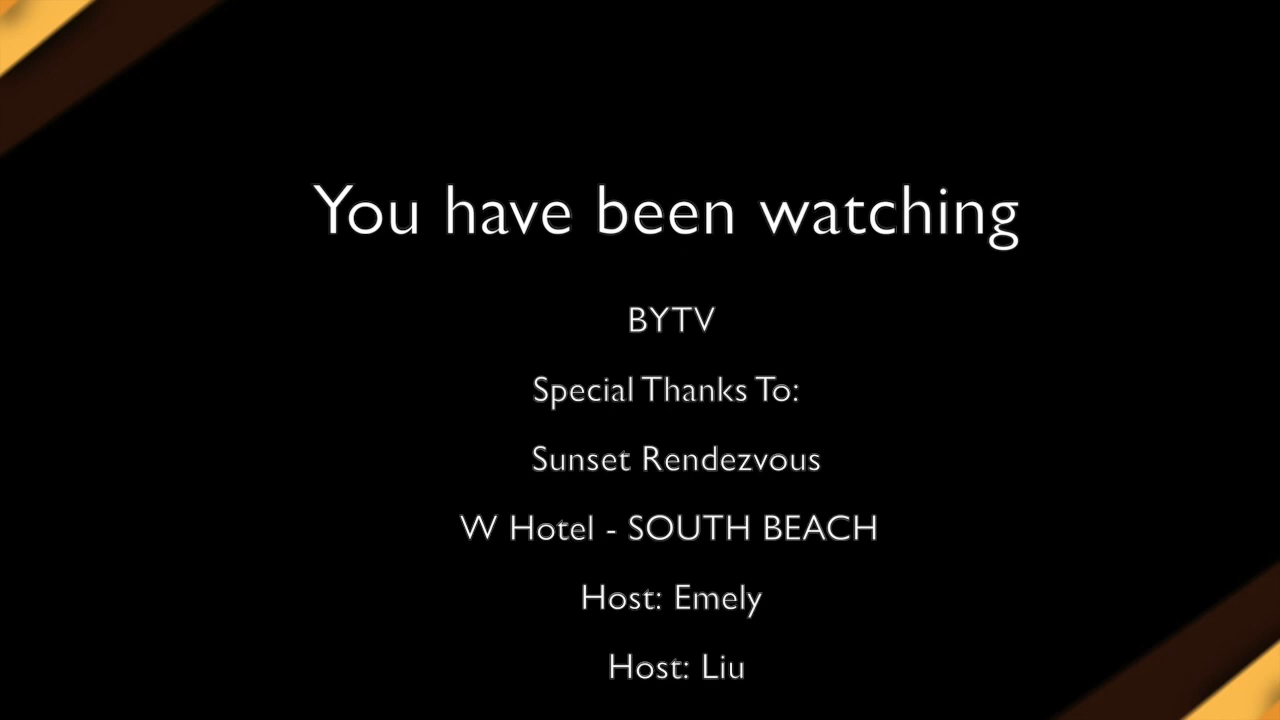 You have been watching
BYTV
Special Thanks To:
Sunset Rendezvous
W Hotel - SOUTH BEACH
Host: Emely
Host: Liu